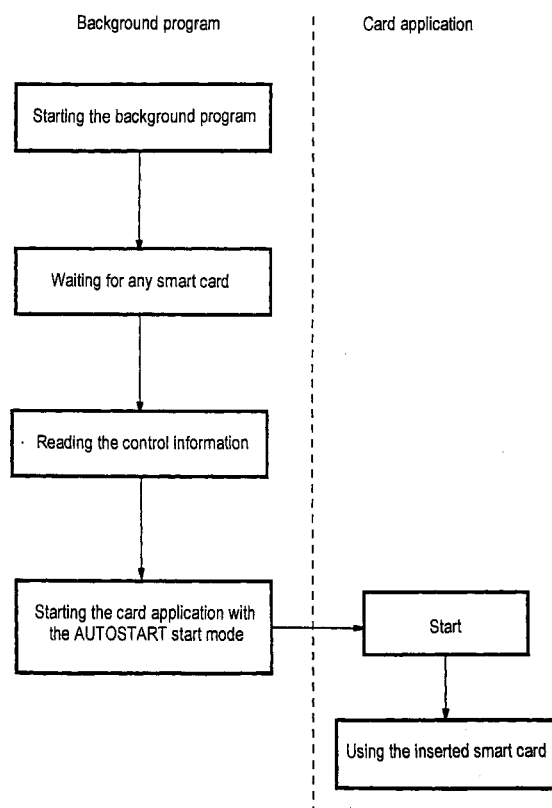 Background program
Card application
Starting the background program
Waiting for any smart card
Reading the control information
Starting the card application with
the AUTOSTART start mode
Start
Using the inserted smart card